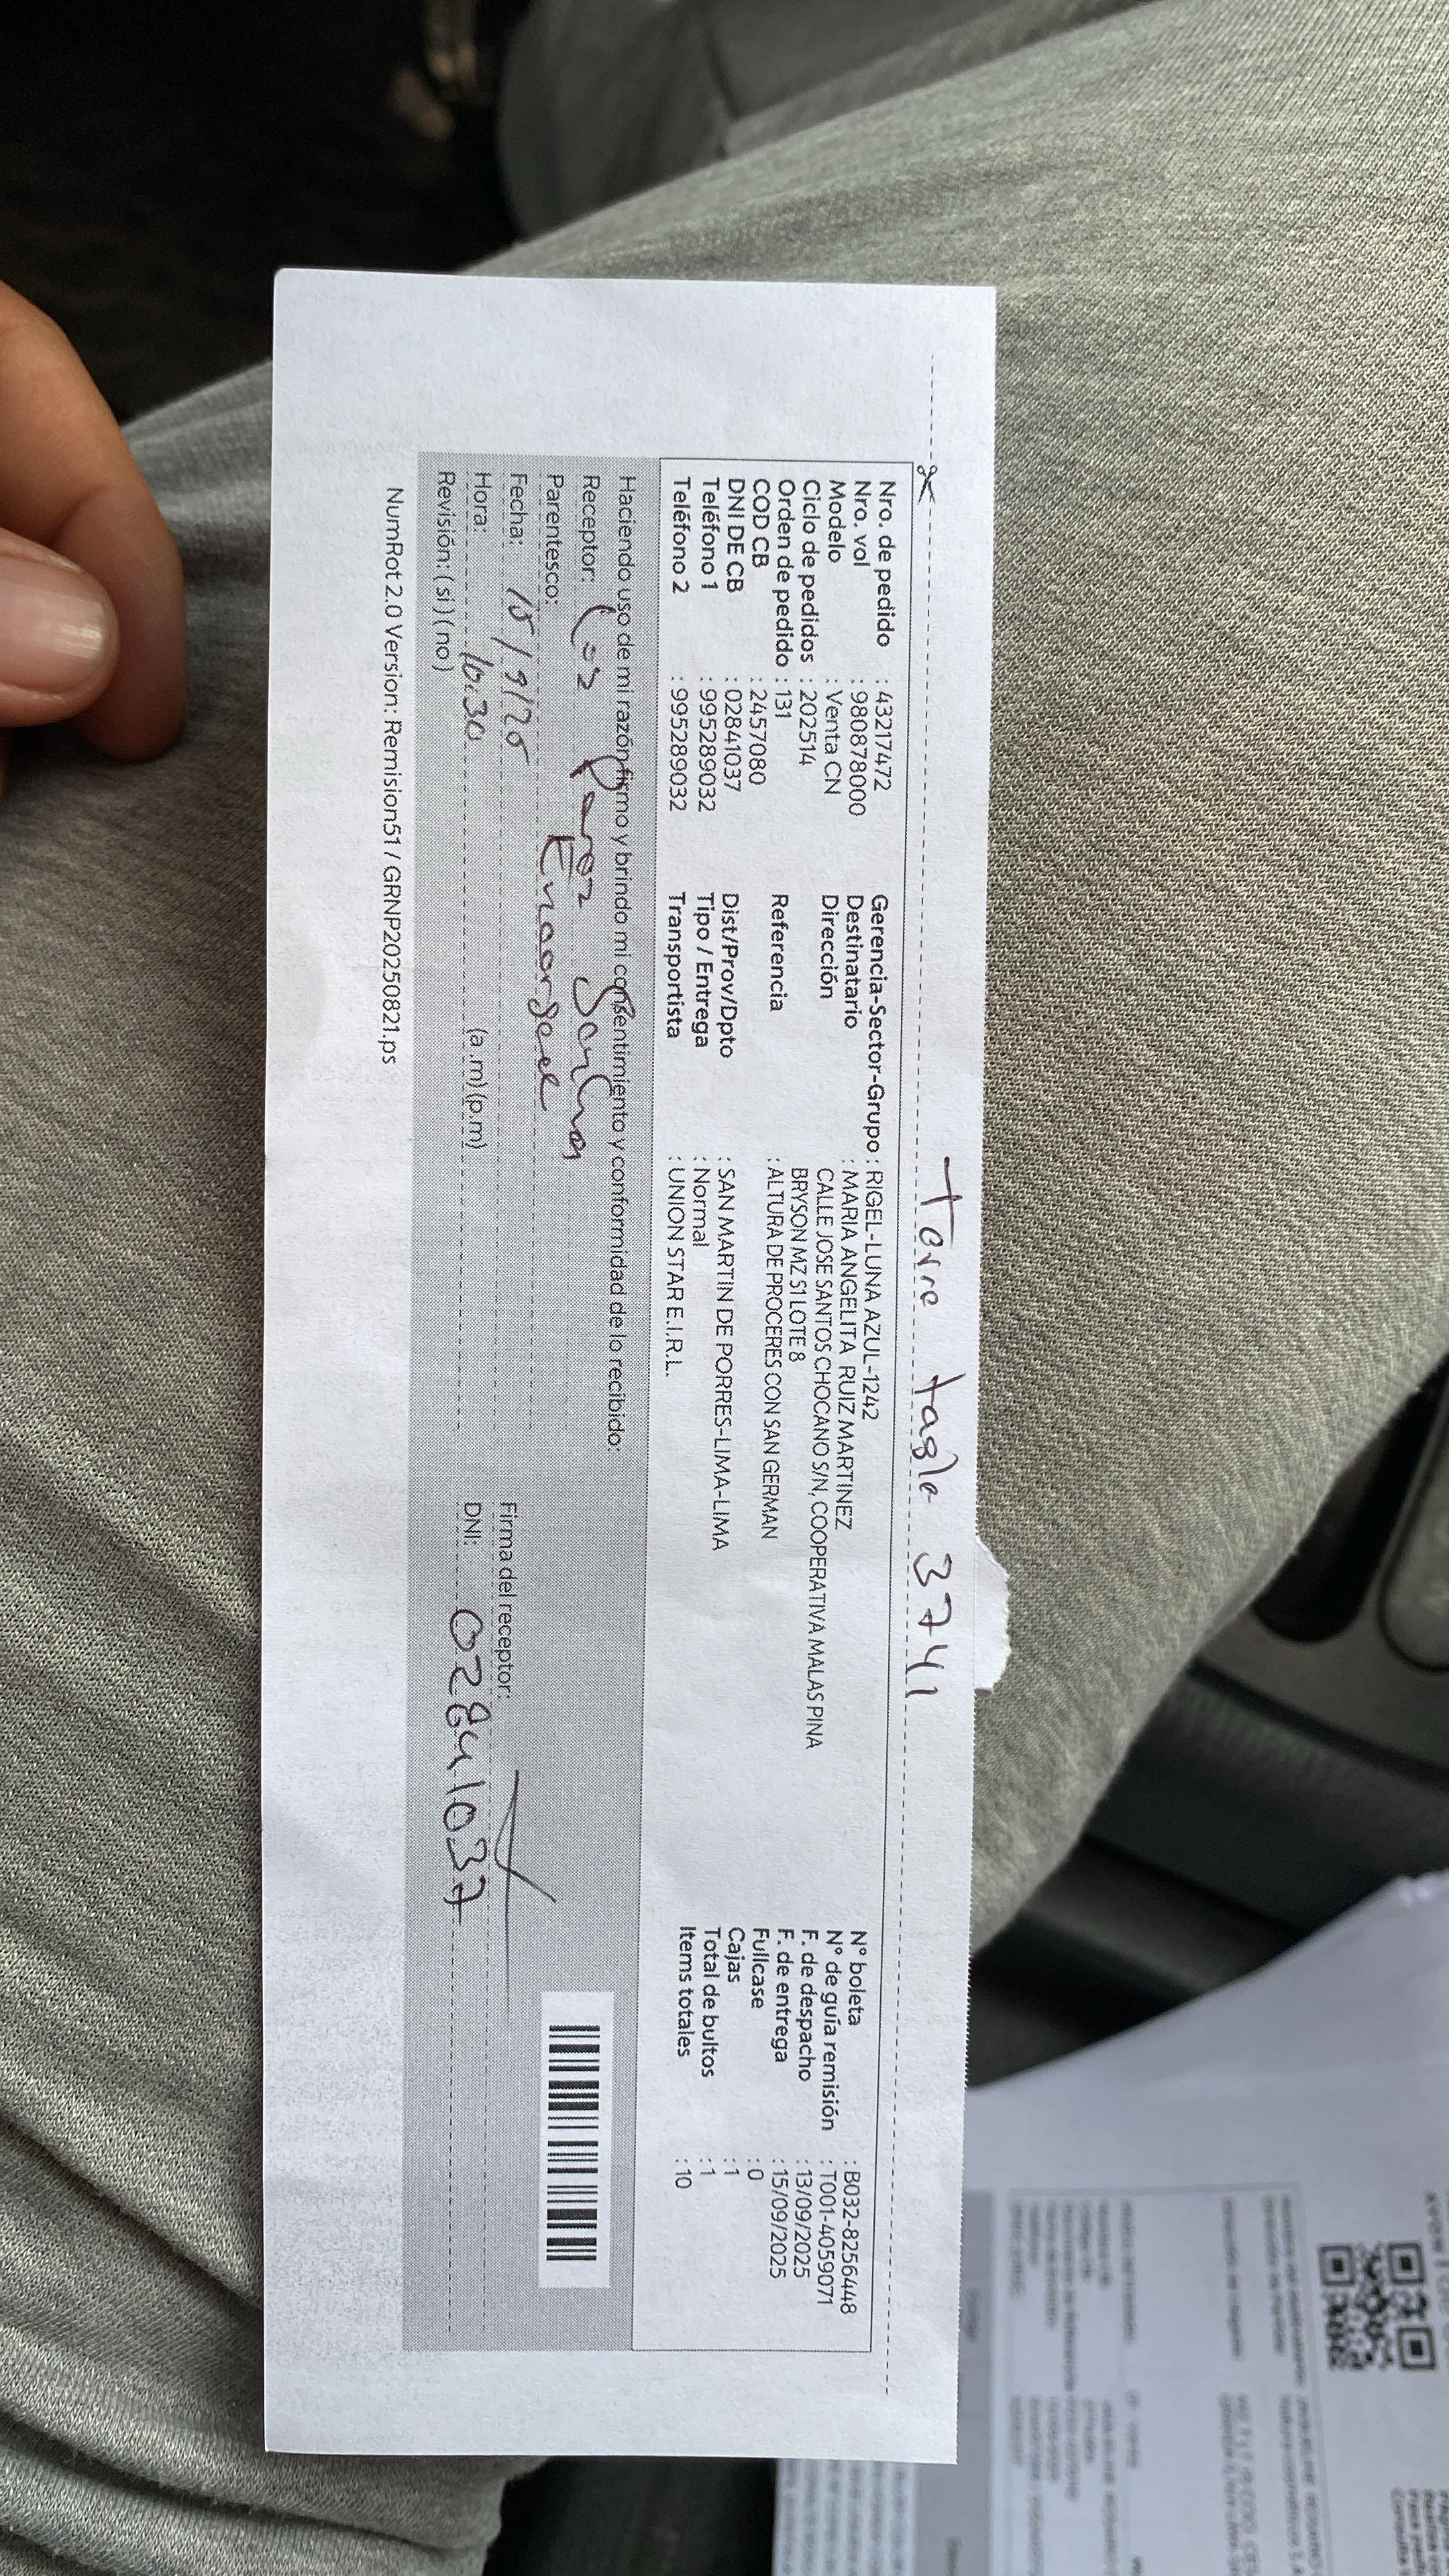 Torre tagle 3741
Nro. de pedido : 43217472
Nro. vol : 980878000
Modelo : Venta CN
Ciclo de pedidos : 202514
Orden de pedido : 131
COD CB : 2457080
DNI DE CB : 02841037
Teléfono 1 : 995289032
Teléfono 2 : 995289032
Gerencia-Sector-Grupo : RIGEL-LUNA AZUL-1242
Destinatario : MARIA ANGELITA RUIZ MARTINEZ
Dirección CALLE JOSE SANTOS CHOCANO S/N, COOPERATIVA MALAS PINA
BRYSON MZ S1 LOTE 8
Referencia : ALTURA DE PROCERES CON SAN GERMAN
Dist/Prov/Dpto : SAN MARTIN DE PORRES-LIMA-LIMA
Tipo / Entrega : Normal
Transportista : UNION STAR E.I.R.L.
N° boleta : B032-8256448
N° de guía remisión : T001-4059071
F. de despacho : 13/09/2025
F. de entrega : 15/09/2025
Fullcase : 0
Cajas : 1
Total de bultos : 1
Items totales : 10
Haciendo uso de mi razón firmo y brindo mi consentimiento y conformidad de lo recibido:
Receptor:
Parentesco:
Fecha: 15/9/25
Hora: 10:30 (a.m) (p.m)
Revisión: (si) (no)
Firma del receptor:
DNI: 02841037
NumRot 2.0 Version: Remision51 / GRNP20250821.ps